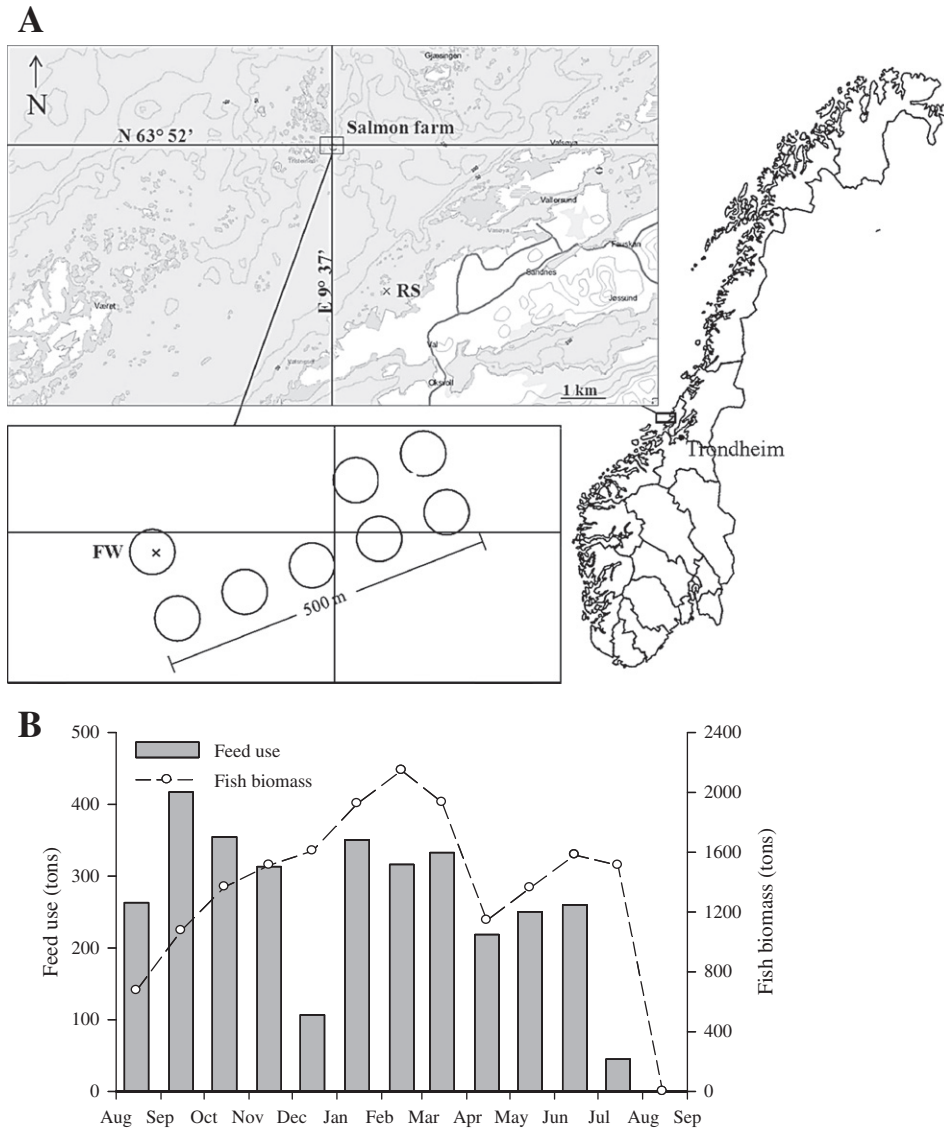 A
N
Gjæsingen
N 63° 52'
Salmon farm
Valsøya
Vallersund
Fauskan
Sandnes
E 9° 37'
RS
Jøssund
Været
Val
Oksvoll
1 km
Trondheim
FW
500 m
B
Feed use
Fish biomass
500
400
300
200
100
0
Feed use (tons)
2400
2000
1600
1200
800
400
0
Fish biomass (tons)
Aug Sep Oct Nov Dec Jan Feb Mar Apr May Jun Jul Aug Sep